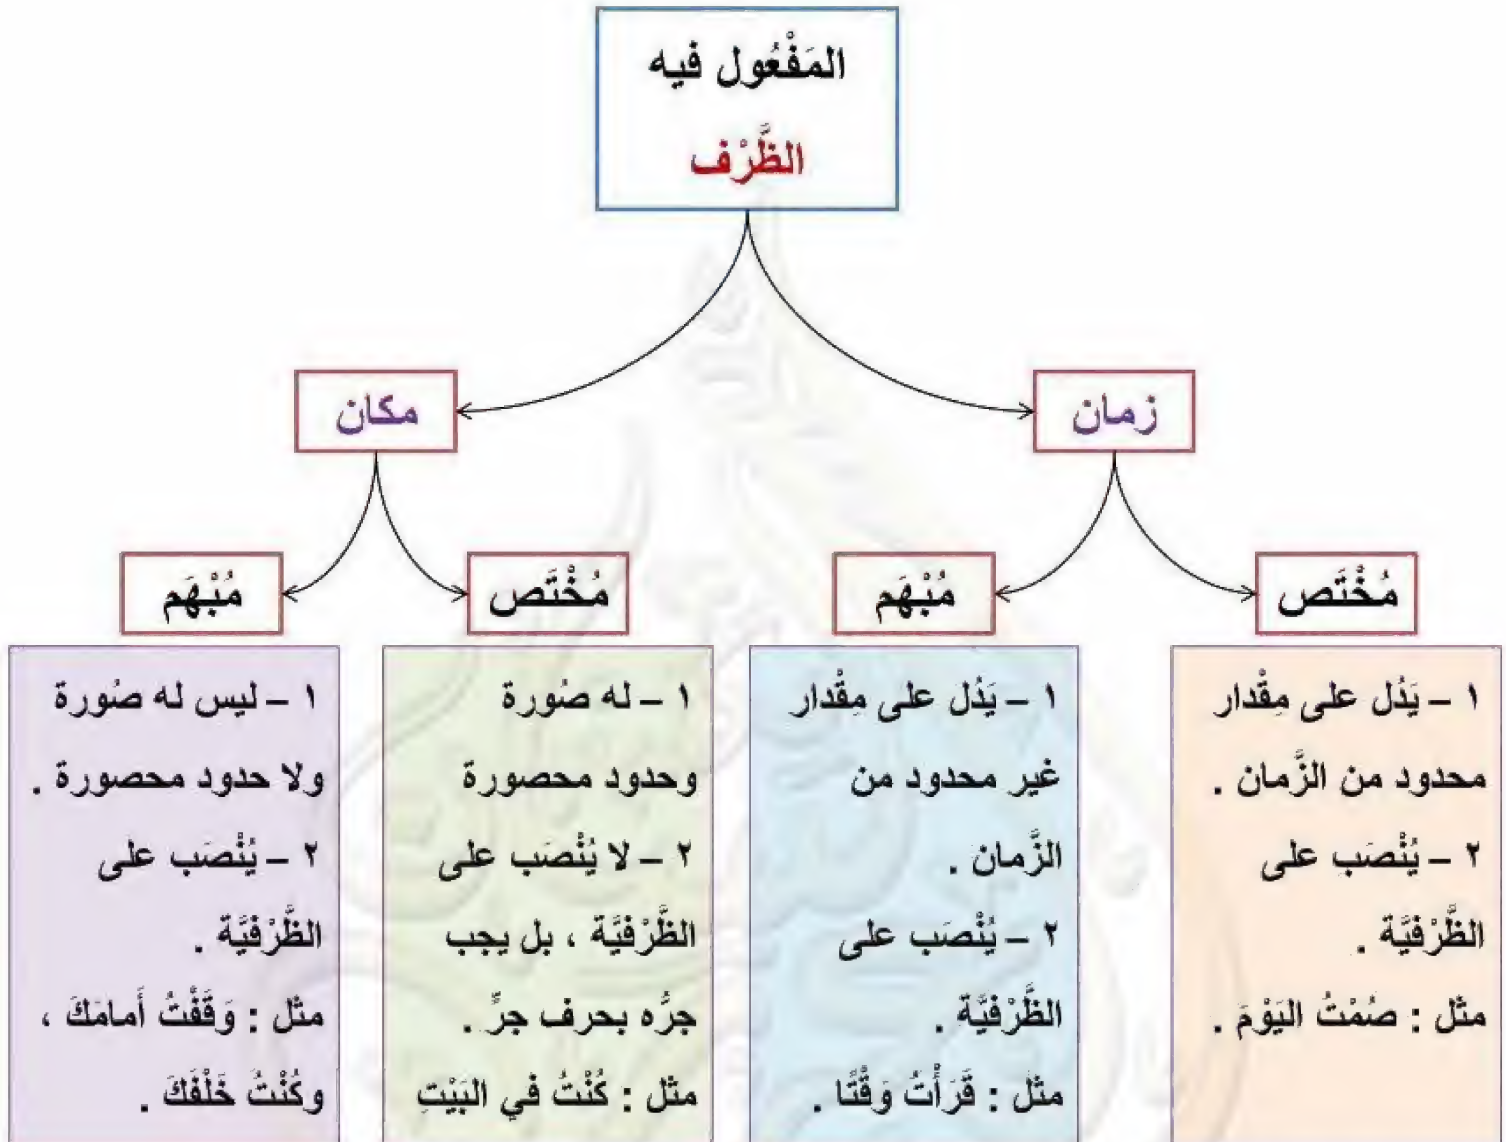 المَفْعُول فيه
الظَّرْف
زمان
مكان
مُخْتَص
مُبْهَم
مُخْتَص
مُبْهَم
١ – يَدُل على مِقْدار
محدود من الزَّمان .
٢ – يُنْصَب على
الظَّرْفيَّة .
مثل : صُمْتُ اليَوْمَ .
١ – يَدُل على مِقْدار
غير محدود من
الزَّمان .
٢ – يُنْصَب على
الظَّرْفيَّة .
مثل : قَرَأْتُ وَقْتًا .
١ – له صُورة
وحدود محصورة
٢ – لا يُنْصَب على
الظَّرْفيَّة ، بل يجب
جرُّه بحرف جرٍّ .
مثل : كُنْتُ في البَيْتِ
١ – ليس له صُورة
ولا حدود محصورة .
٢ – يُنْصَب على
الظَّرْفيَّة .
مثل : وَقَفْتُ أَمامَكَ ،
وكُنْتُ خَلْفَكَ .